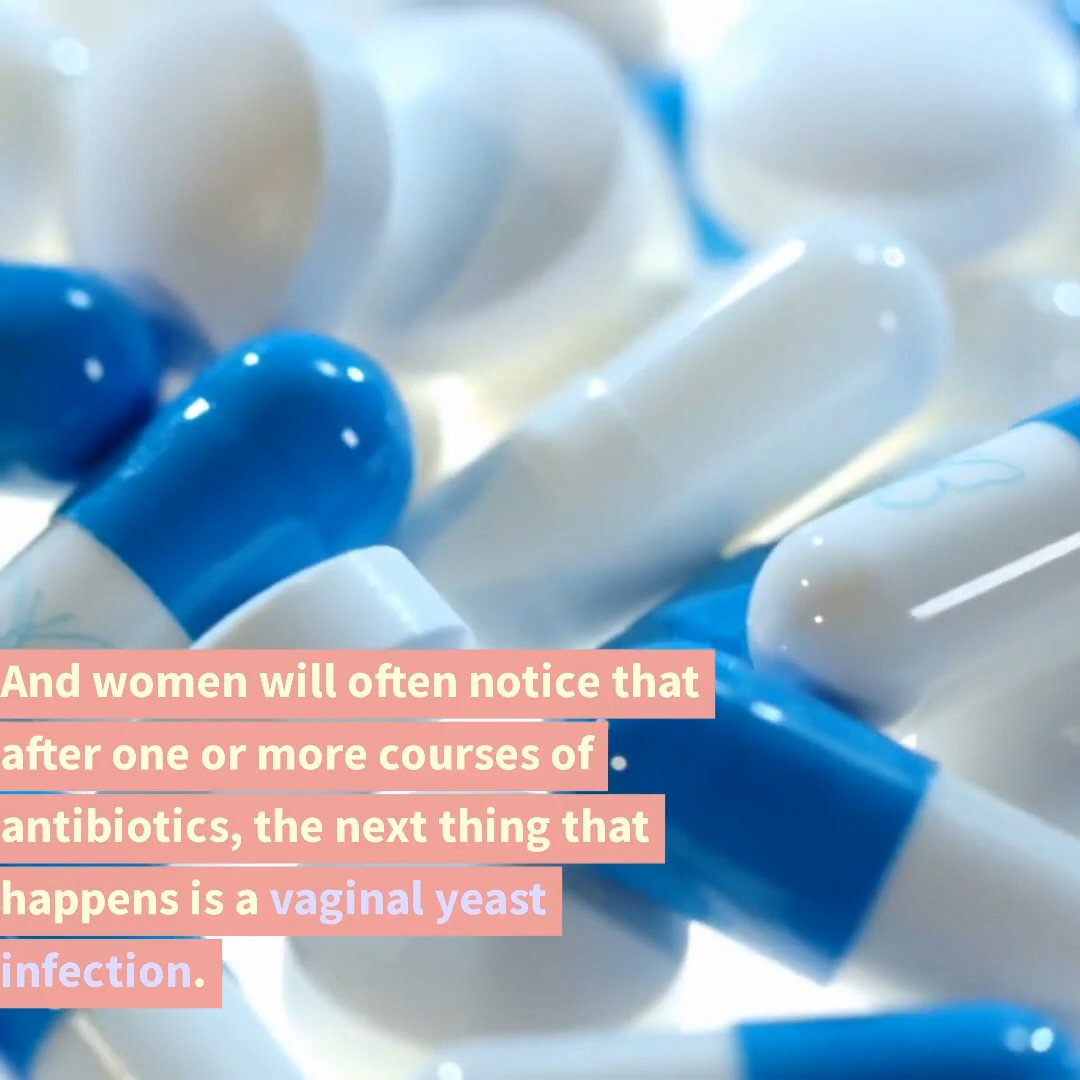 And women will often notice that
after one or more courses of
antibiotics, the next thing that
happens is a vaginal yeast
infection.